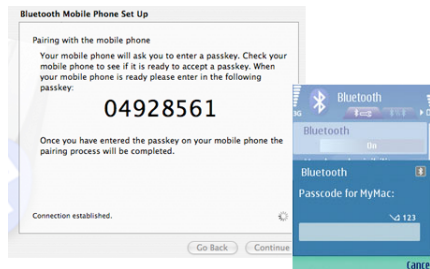 Bluetooth Mobile Phone Set Up
Pairing with the mobile phone
Your mobile phone will ask you to enter a passkey. Check your
mobile phone to see if it is ready to accept a passkey. When
your mobile phone is ready please enter in the following
passkey:
04928561
Once you have entered the passkey on your mobile phone the
pairing process will be completed.
Connection established.
Go Back
Continue
3G
Bluetooth
Bluetooth
On
Bluetooth
Passcode for MyMac:
123
Cance